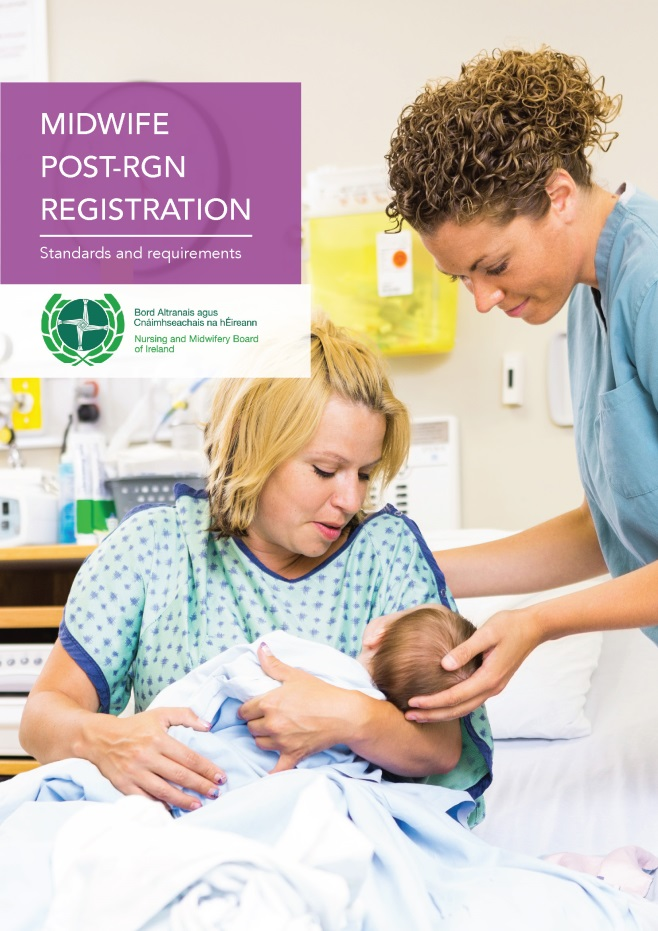 MIDWIFE
POST-RGN
REGISTRATION
Standards and requirements
Bord Altranais agus
Cnáimhseachais na hÉireann
Nursing and Midwifery Board
of Ireland